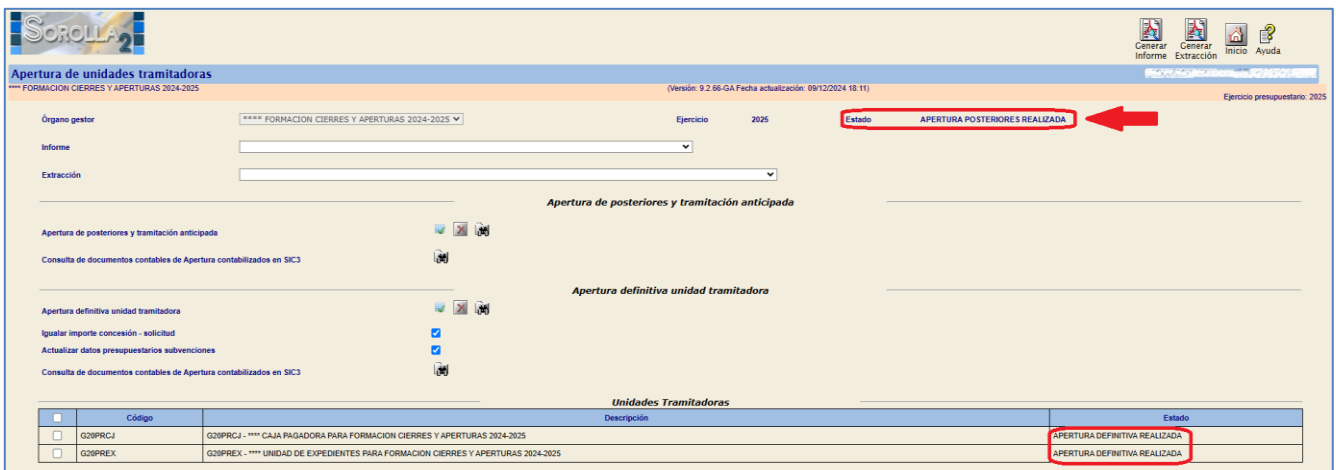 SOROLLA2
Generar Informe Generar Extracción Inicio Ayuda
Apertura de unidades tramitadoras
**** FORMACION CIERRES Y APERTURAS 2024-2025 (Versión: 9.2.66-GA Fecha actualización: 09/12/2024 18:11) Ejercicio presupuestario: 2025
Órgano gestor **** FORMACION CIERRES Y APERTURAS 2024-2025 Ejercicio 2025 Estado APERTURA POSTERIORES REALIZADA
Informe
Extracción
Apertura de posteriores y tramitación anticipada
Apertura de posteriores y tramitación anticipada
Consulta de documentos contables de Apertura contabilizados en SIC3
Apertura definitiva unidad tramitadora
Apertura definitiva unidad tramitadora
Igualar importe concesión - solicitud
Actualizar datos presupuestarios subvenciones
Consulta de documentos contables de Apertura contabilizados en SIC3
Unidades Tramitadoras
Código Descripción Estado
G20PRCJ G20PRCJ - **** CAJA PAGADORA PARA FORMACION CIERRES Y APERTURAS 2024-2025 APERTURA DEFINITIVA REALIZADA
G20PREX G20PREX - **** UNIDAD DE EXPEDIENTES PARA FORMACION CIERRES Y APERTURAS 2024-2025 APERTURA DEFINITIVA REALIZADA